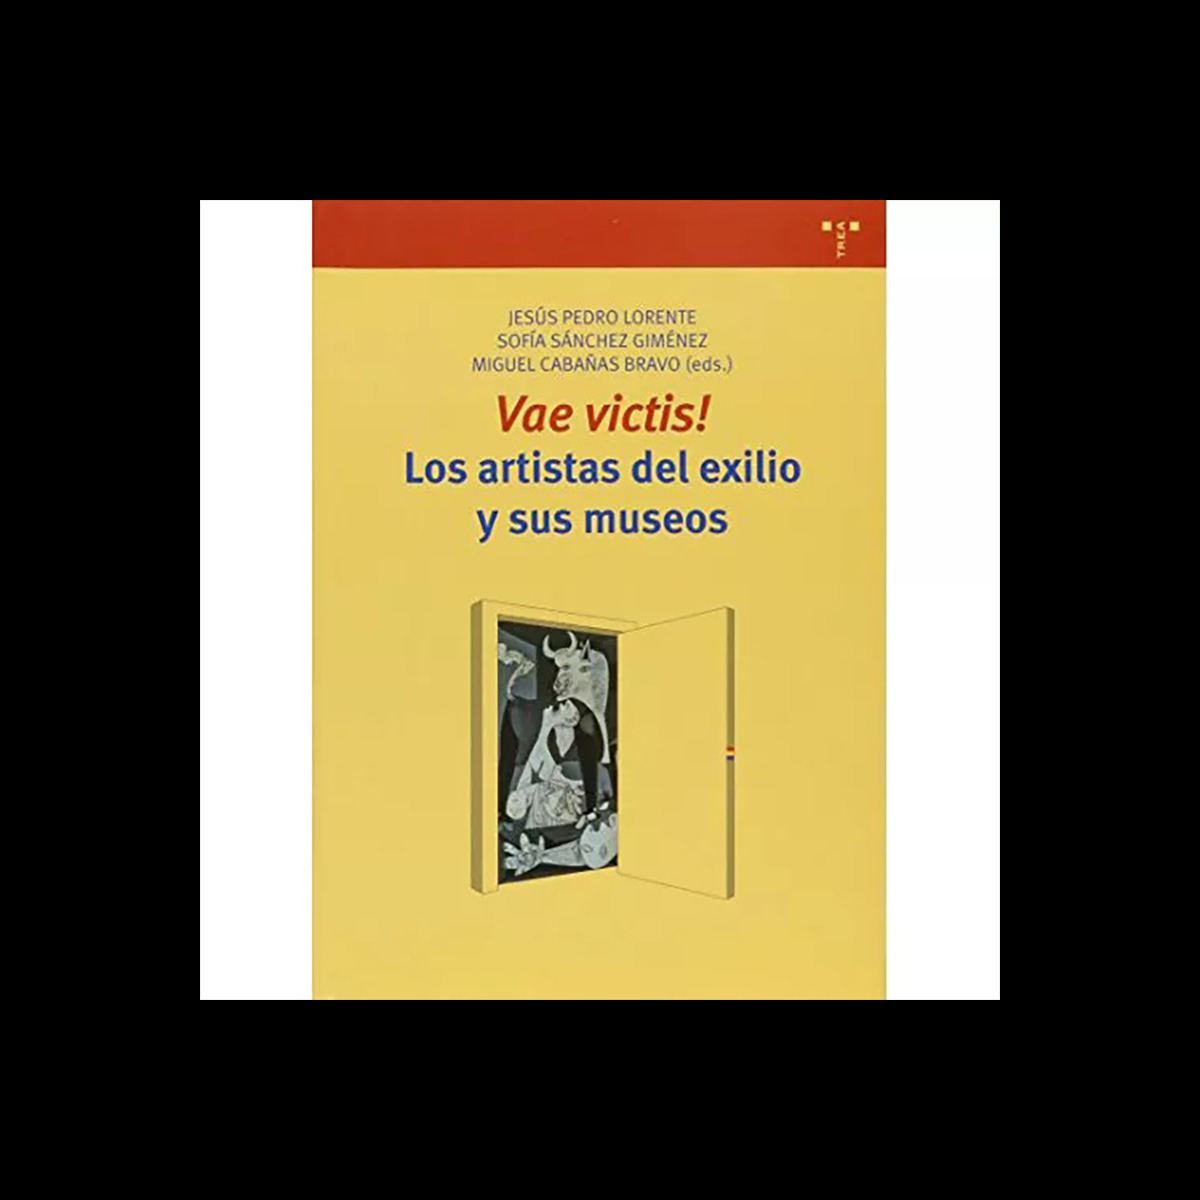 TREA
JESÚS PEDRO LORENTE
SOFÍA SÁNCHEZ GIMÉNEZ
MIGUEL CABAÑAS BRAVO (eds.)
Vae victis!
Los artistas del exilio
y sus museos